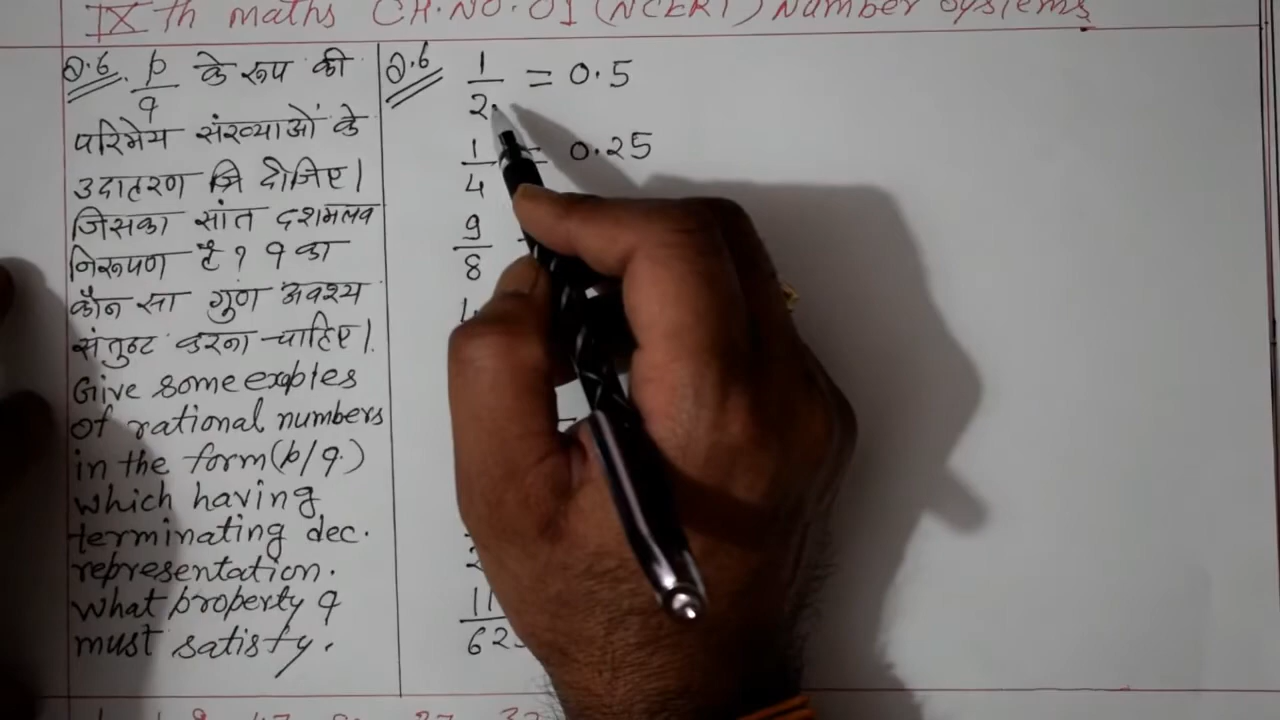 IX th maths CH.NO.01 (NCERT) Number systems
Q.6. p/q के रूप की
परिमेय संख्याओं के
उदाहरण दीजिए।
जिसका सांत दशमलव
निरूपण है ? q का
कौन सा गुण अवश्य
संतुष्ट करना चाहिए।.
Give some exaples
of rational numbers
in the form (p/q.)
which having
terminating dec.
representation.
What property q
must satisfy.
Q.6 1/2 = 0.5
1/4 = 0.25
9/8
11